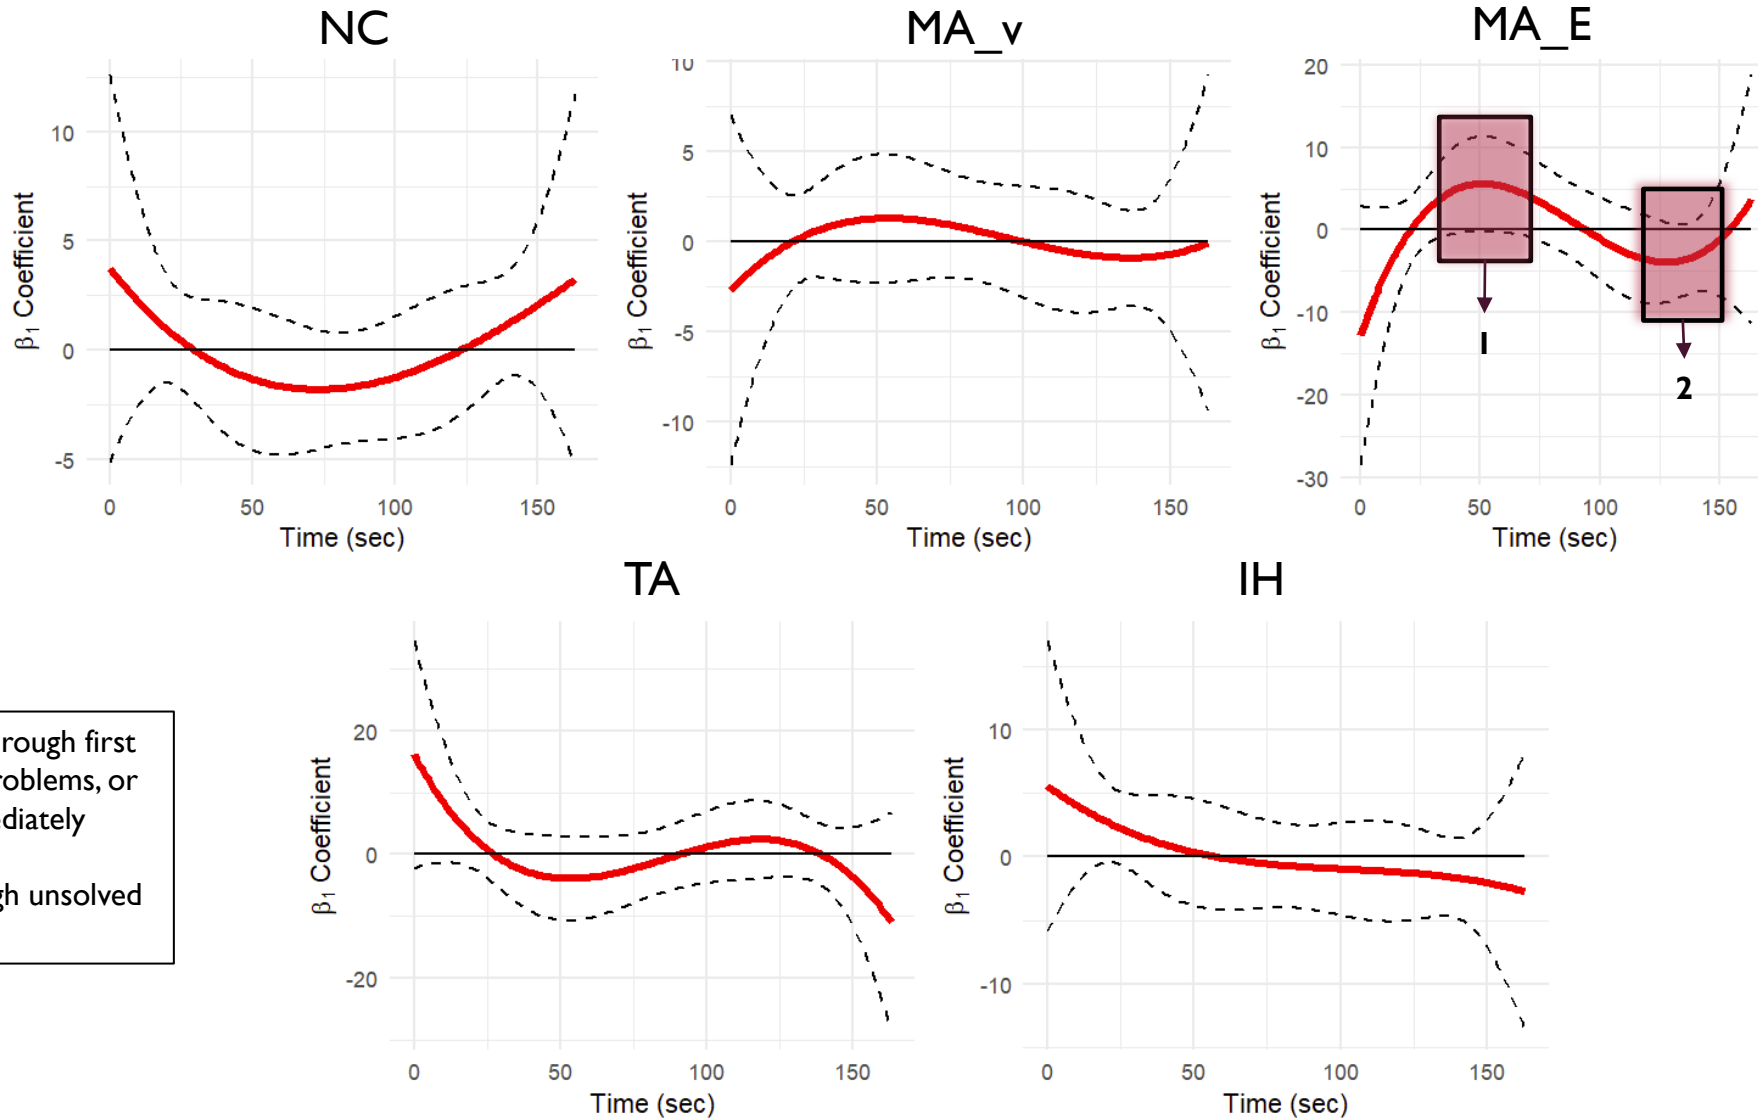 NC
MA_v
MA_E
β₁ Coefficient
10
5
0
-5
0
50
100
150
Time (sec)
β₁ Coefficient
10
5
0
-5
-10
0
50
100
150
Time (sec)
β₁ Coefficient
20
10
0
-10
-20
-30
1
2
0
50
100
150
Time (sec)
TA
IH
rough first
roblems, or
ediately
gh unsolved
β₁ Coefficient
20
0
-20
0
50
100
150
Time (sec)
β₁ Coefficient
10
0
-10
0
50
100
150
Time (sec)